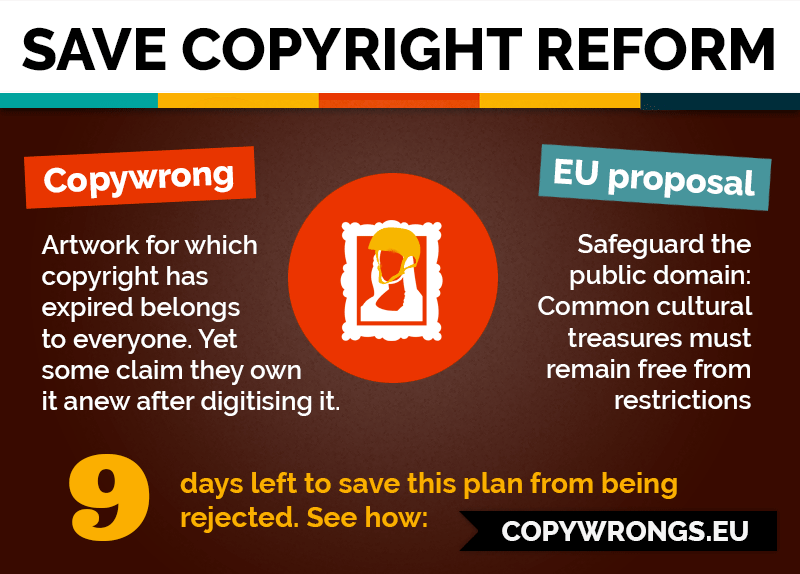 SAVE COPYRIGHT REFORM
Copywrong
Artwork for which
copyright has
expired belongs
to everyone. Yet
some claim they own
it anew after digitising it.
EU proposal
Safeguard the
public domain:
Common cultural
treasures must
remain free from
restrictions
9
days left to save this plan from being
rejected. See how:
COPYWRONGS.EU